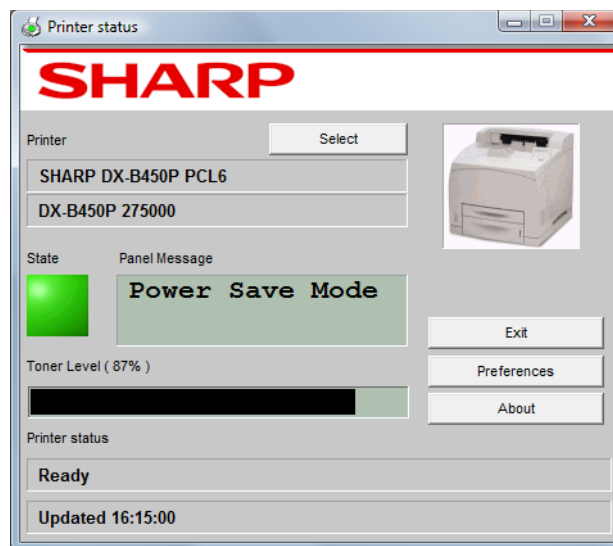 Printer status
SHARP
Printer
Select
SHARP DX-B450P PCL6
DX-B450P 275000
State
Panel Message
Power Save Mode
Exit
Toner Level ( 87% )
Preferences
About
Printer status
Ready
Updated 16:15:00